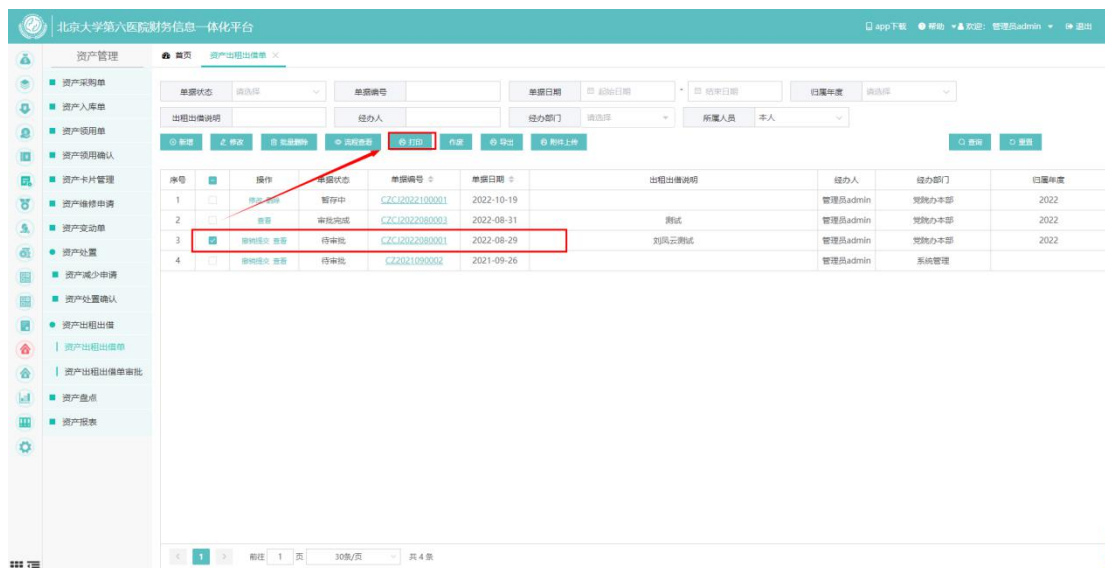 北京大学第六医院财务信息一体化平台 app下载 帮助 欢迎: 管理员admin 退出
资产管理 首页 资产出租出借单
资产采购单
资产入库单
资产领用单
资产领用确认
资产卡片管理
资产维修申请
资产变动单
资产处置
资产减少申请
资产处置确认
资产出租出借
资产出租出借单
资产出租出借单审批
资产盘点
资产报表
单据状态 请选择 单据编号 单据日期 起始日期 - 结束日期 归属年度 请选择
出租出借说明 经办人 经办部门 请选择 所属人员 本人
新增 修改 批量删除 流程查看 打印 作废 导出 附件上传 查询 重置
序号 操作 单据状态 单据编号 单据日期 出租出借说明 经办人 经办部门 归属年度
1 修改 删除 暂存中 CZCJ2022100001 2022-10-19 管理员admin 党院办本部 2022
2 查看 审批完成 CZCJ2022080003 2022-08-31 测试 管理员admin 党院办本部 2022
3 撤销提交 查看 待审批 CZCJ2022080001 2022-08-29 刘凤云测试 管理员admin 党院办本部 2022
4 撤销提交 查看 待审批 CZ2021090002 2021-09-26 管理员admin 系统管理
1 前往 1 页 30条/页 共 4 条